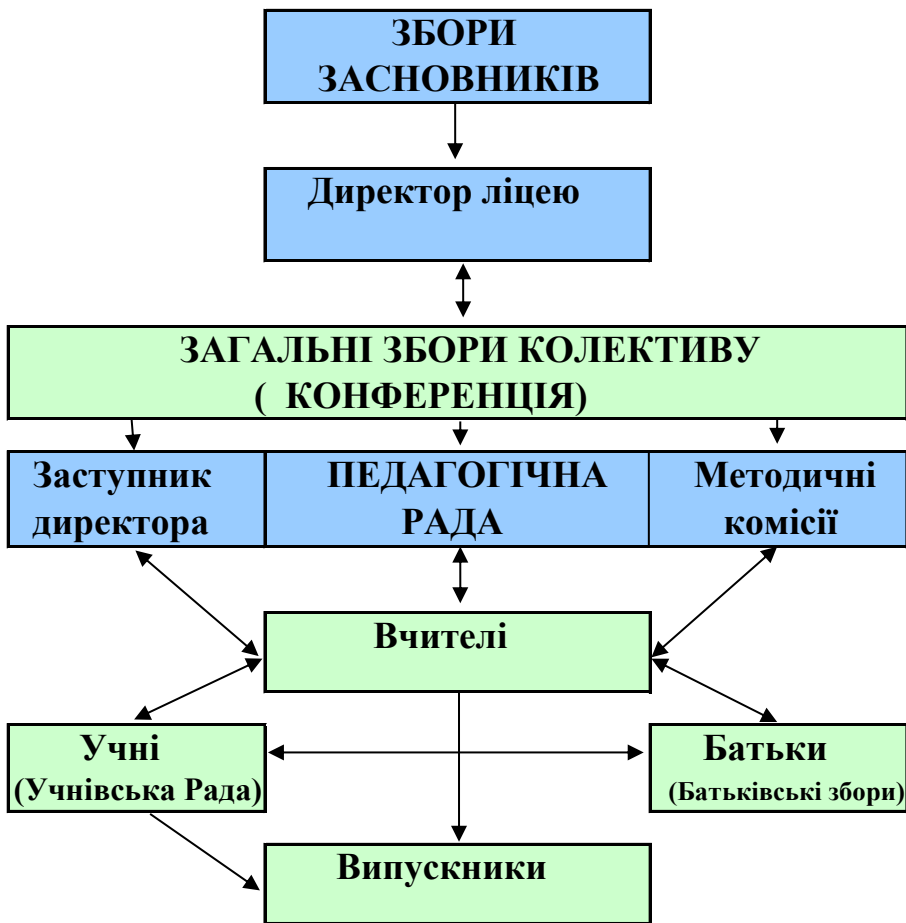 ЗБОРИ
ЗАСНОВНИКІВ
Директор ліцею
ЗАГАЛЬНІ ЗБОРИ КОЛЕКТИВУ
( КОНФЕРЕНЦІЯ)
Заступник
директора
ПЕДАГОГІЧНА
РАДА
Методичні
комісії
Вчителі
Учні
(Учнівська Рада)
Батьки
(Батьківські збори)
Випускники